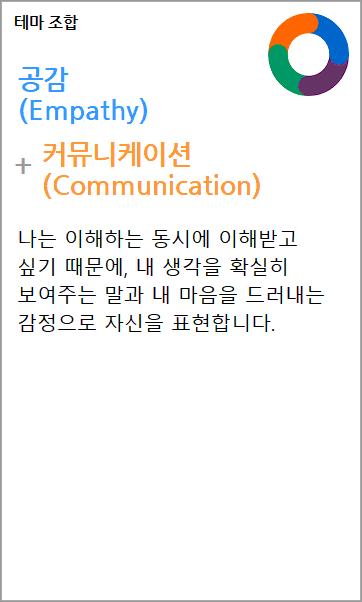 테마 조합
공감
(Empathy)
+ 커뮤니케이션
(Communication)
나는 이해하는 동시에 이해받고
싶기 때문에, 내 생각을 확실히
보여주는 말과 내 마음을 드러내는
감정으로 자신을 표현합니다.